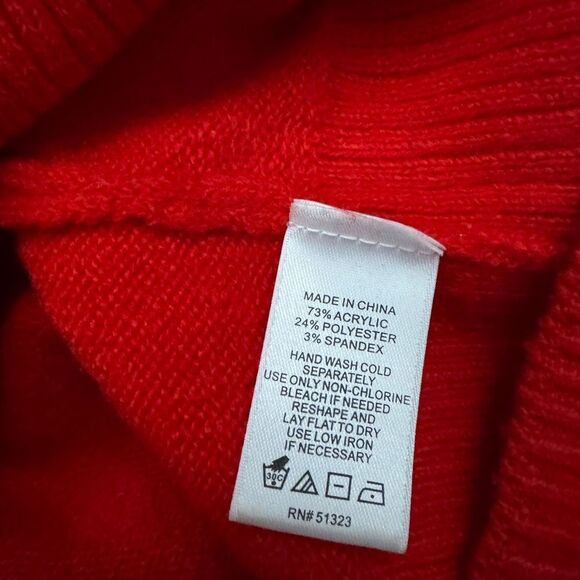 MADE IN CHINA
73% ACRYLIC
24% POLYESTER
3% SPANDEX
HAND WASH COLD
SEPARATELY
USE ONLY NON-CHLORINE
BLEACH IF NEEDED
RESHAPE AND
LAY FLAT TO DRY
USE LOW IRON
IF NECESSARY
30C
RN# 51323